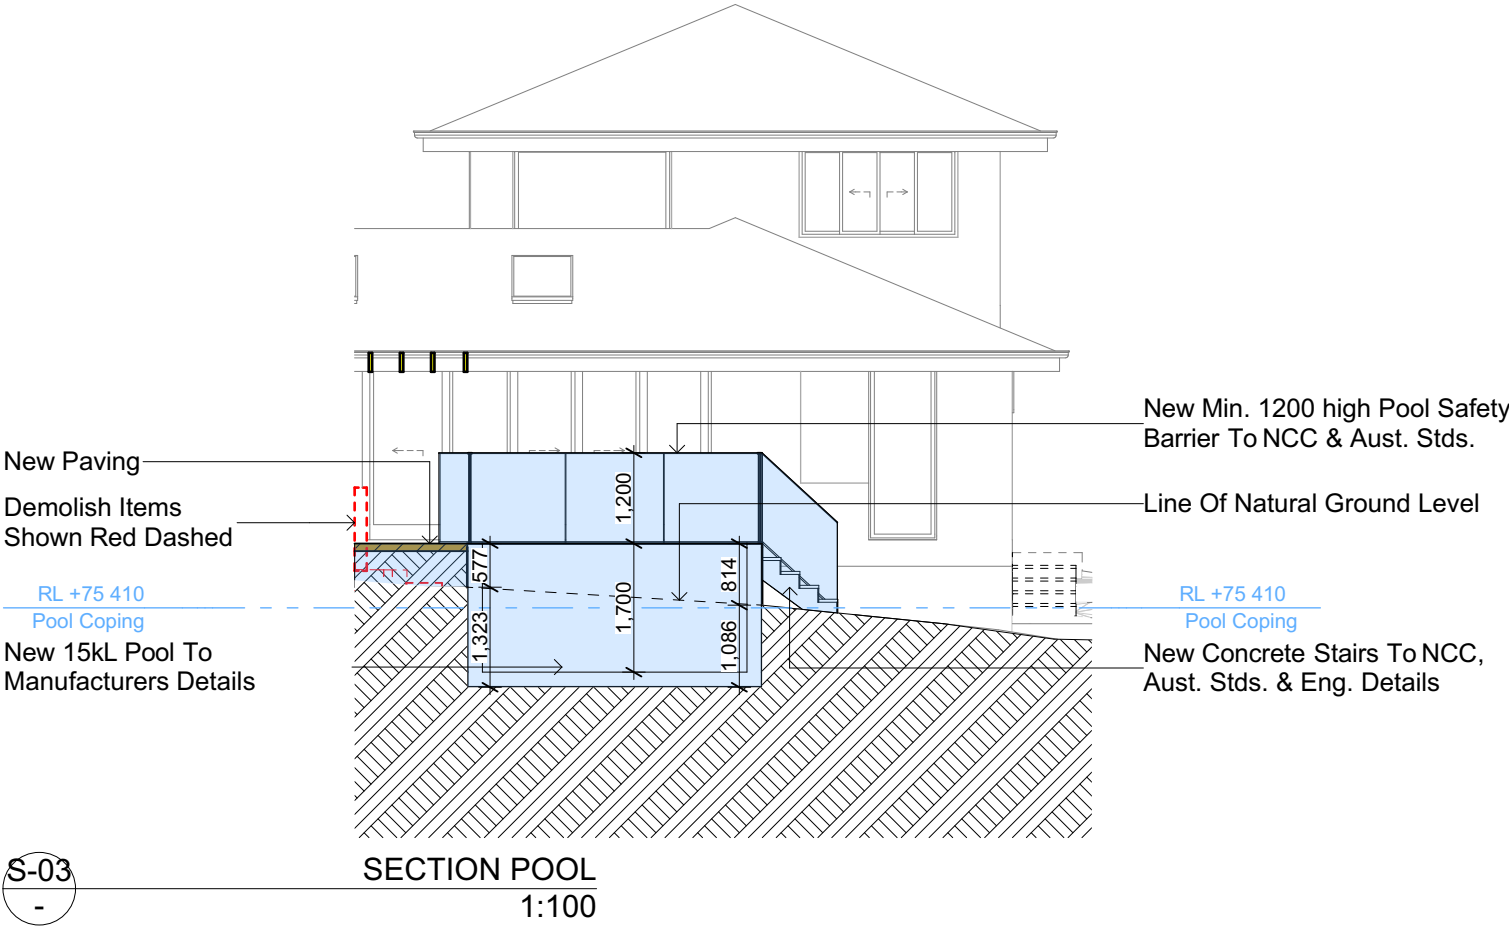 New Min. 1200 high Pool Safety
Barrier To NCC & Aust. Stds.
New Paving
Demolish Items
Shown Red Dashed
Line Of Natural Ground Level
1,200
577
1,323
1,700
814
1,086
RL +75 410
Pool Coping
RL +75 410
Pool Coping
New 15kL Pool To
Manufacturers Details
New Concrete Stairs To NCC,
Aust. Stds. & Eng. Details
S-03
-
SECTION POOL
1:100